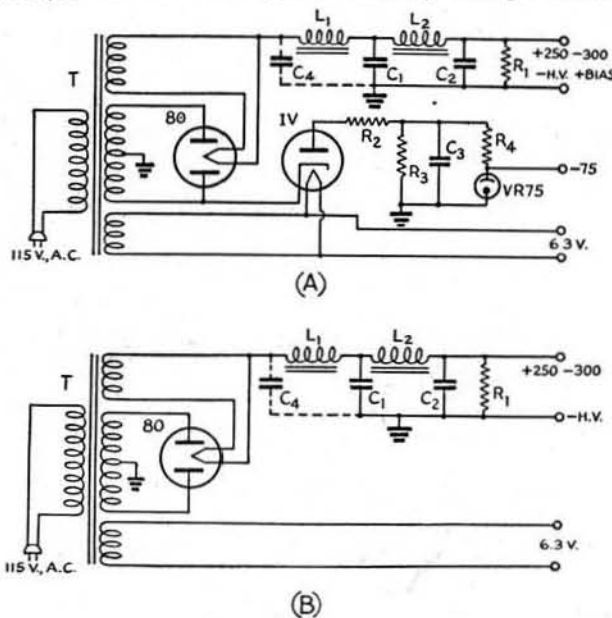 L1
L2
+250 -300
C4
C1
C2
R1
-H.V. +BIAS
T
80
1V
R2
R3
C3
R4
-75
VR75
115 V., A.C.
6.3 V.
(A)
L1
L2
+250 -300
C4
C1
C2
R1
-H.V.
T
80
115 V., A.C.
6.3 V.
(B)